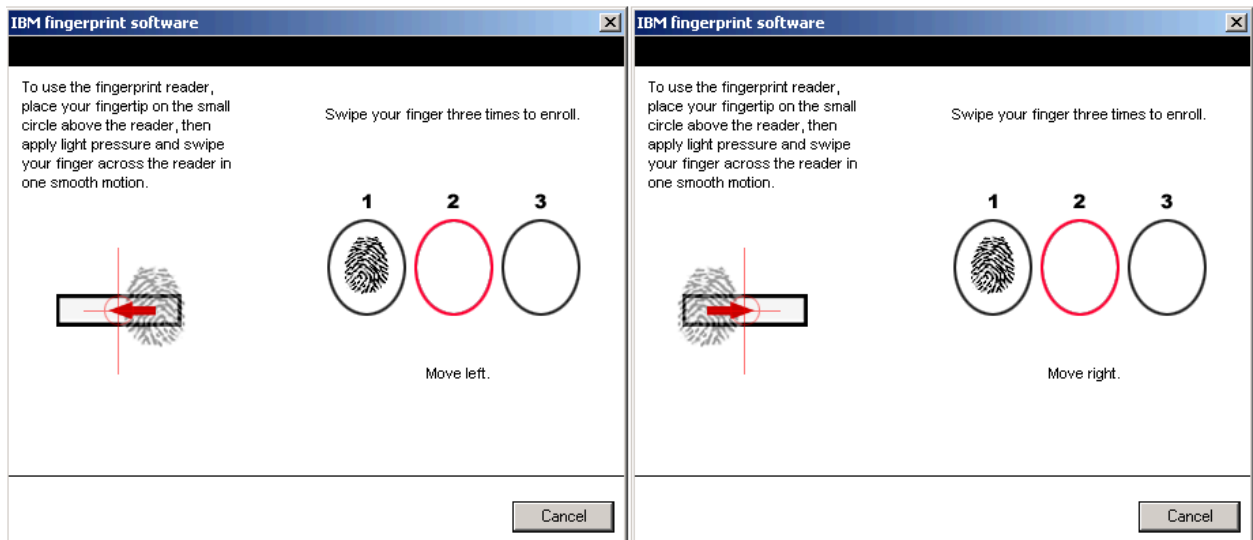 IBM fingerprint software
To use the fingerprint reader,
place your fingertip on the small
circle above the reader, then
apply light pressure and swipe
your finger across the reader in
one smooth motion.
Swipe your finger three times to enroll.
1 2 3
Move left.
Cancel
IBM fingerprint software
To use the fingerprint reader,
place your fingertip on the small
circle above the reader, then
apply light pressure and swipe
your finger across the reader in
one smooth motion.
Swipe your finger three times to enroll.
1 2 3
Move right.
Cancel